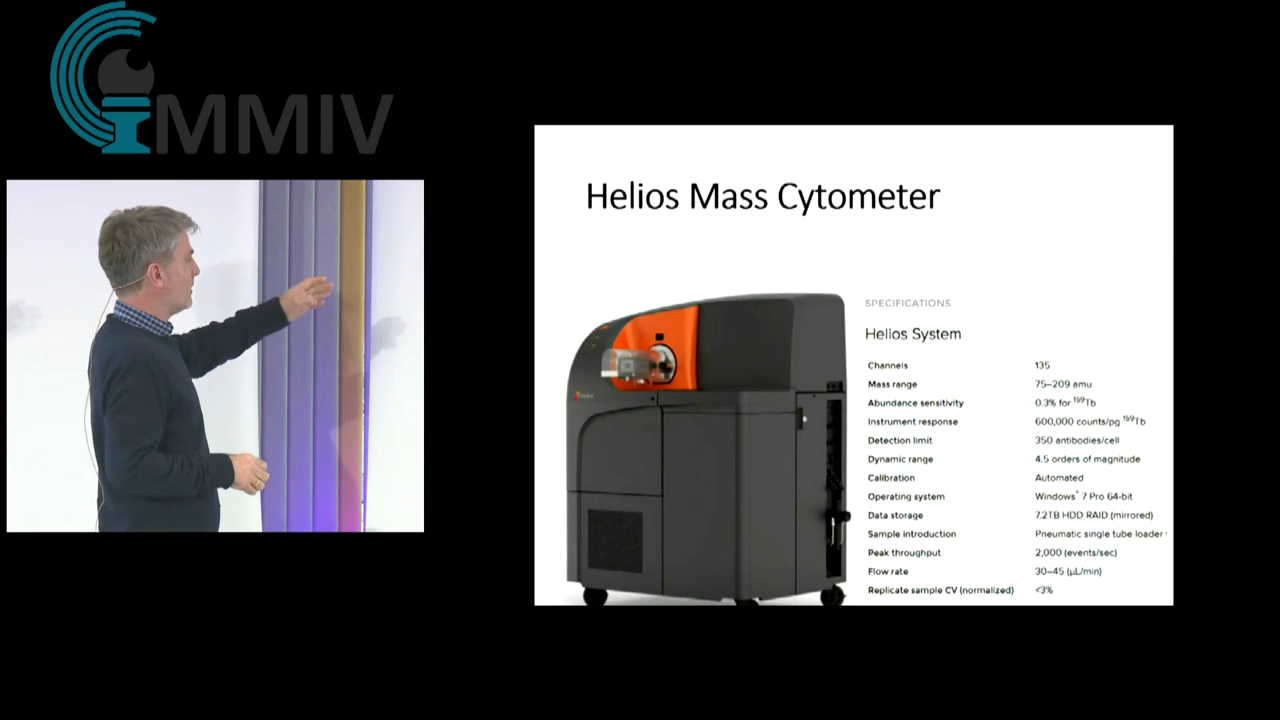 MMIV
Helios Mass Cytometer
Helios
SPECIFICATIONS
Helios System
Channels 135
Mass range 75–209 amu
Abundance sensitivity 0.3% for ¹⁵⁹Tb
Instrument response 600,000 counts/pg ¹⁵⁹Tb
Detection limit 350 antibodies/cell
Dynamic range 4.5 orders of magnitude
Calibration Automated
Operating system Windows® 7 Pro 64-bit
Data storage 7.2TB HDD RAID (mirrored)
Sample introduction Pneumatic single tube loader
Peak throughput 2,000 (events/sec)
Flow rate 30–45 (µL/min)
Replicate sample CV (normalized) <3%